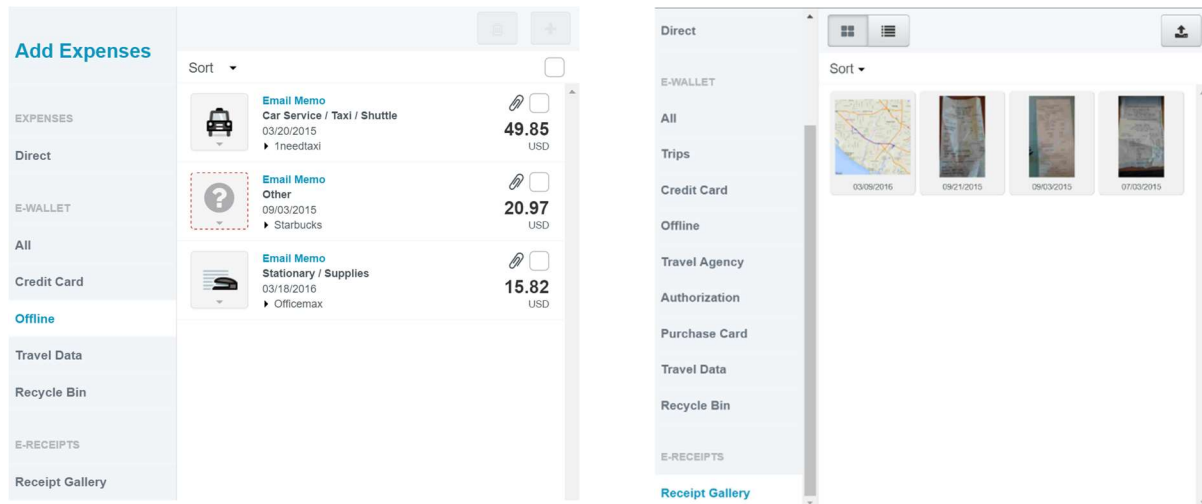 Add Expenses
EXPENSES
Direct
E-WALLET
All
Credit Card
Offline
Travel Data
Recycle Bin
E-RECEIPTS
Receipt Gallery
Sort
Email Memo
Car Service / Taxi / Shuttle
03/20/2015
1needtaxi
49.85
USD
Email Memo
Other
09/03/2015
Starbucks
20.97
USD
Email Memo
Stationary / Supplies
03/18/2016
Officemax
15.82
USD
Direct
E-WALLET
All
Trips
Credit Card
Offline
Travel Agency
Authorization
Purchase Card
Travel Data
Recycle Bin
E-RECEIPTS
Receipt Gallery
Sort
03/09/2016
09/21/2015
09/03/2015
07/03/2015